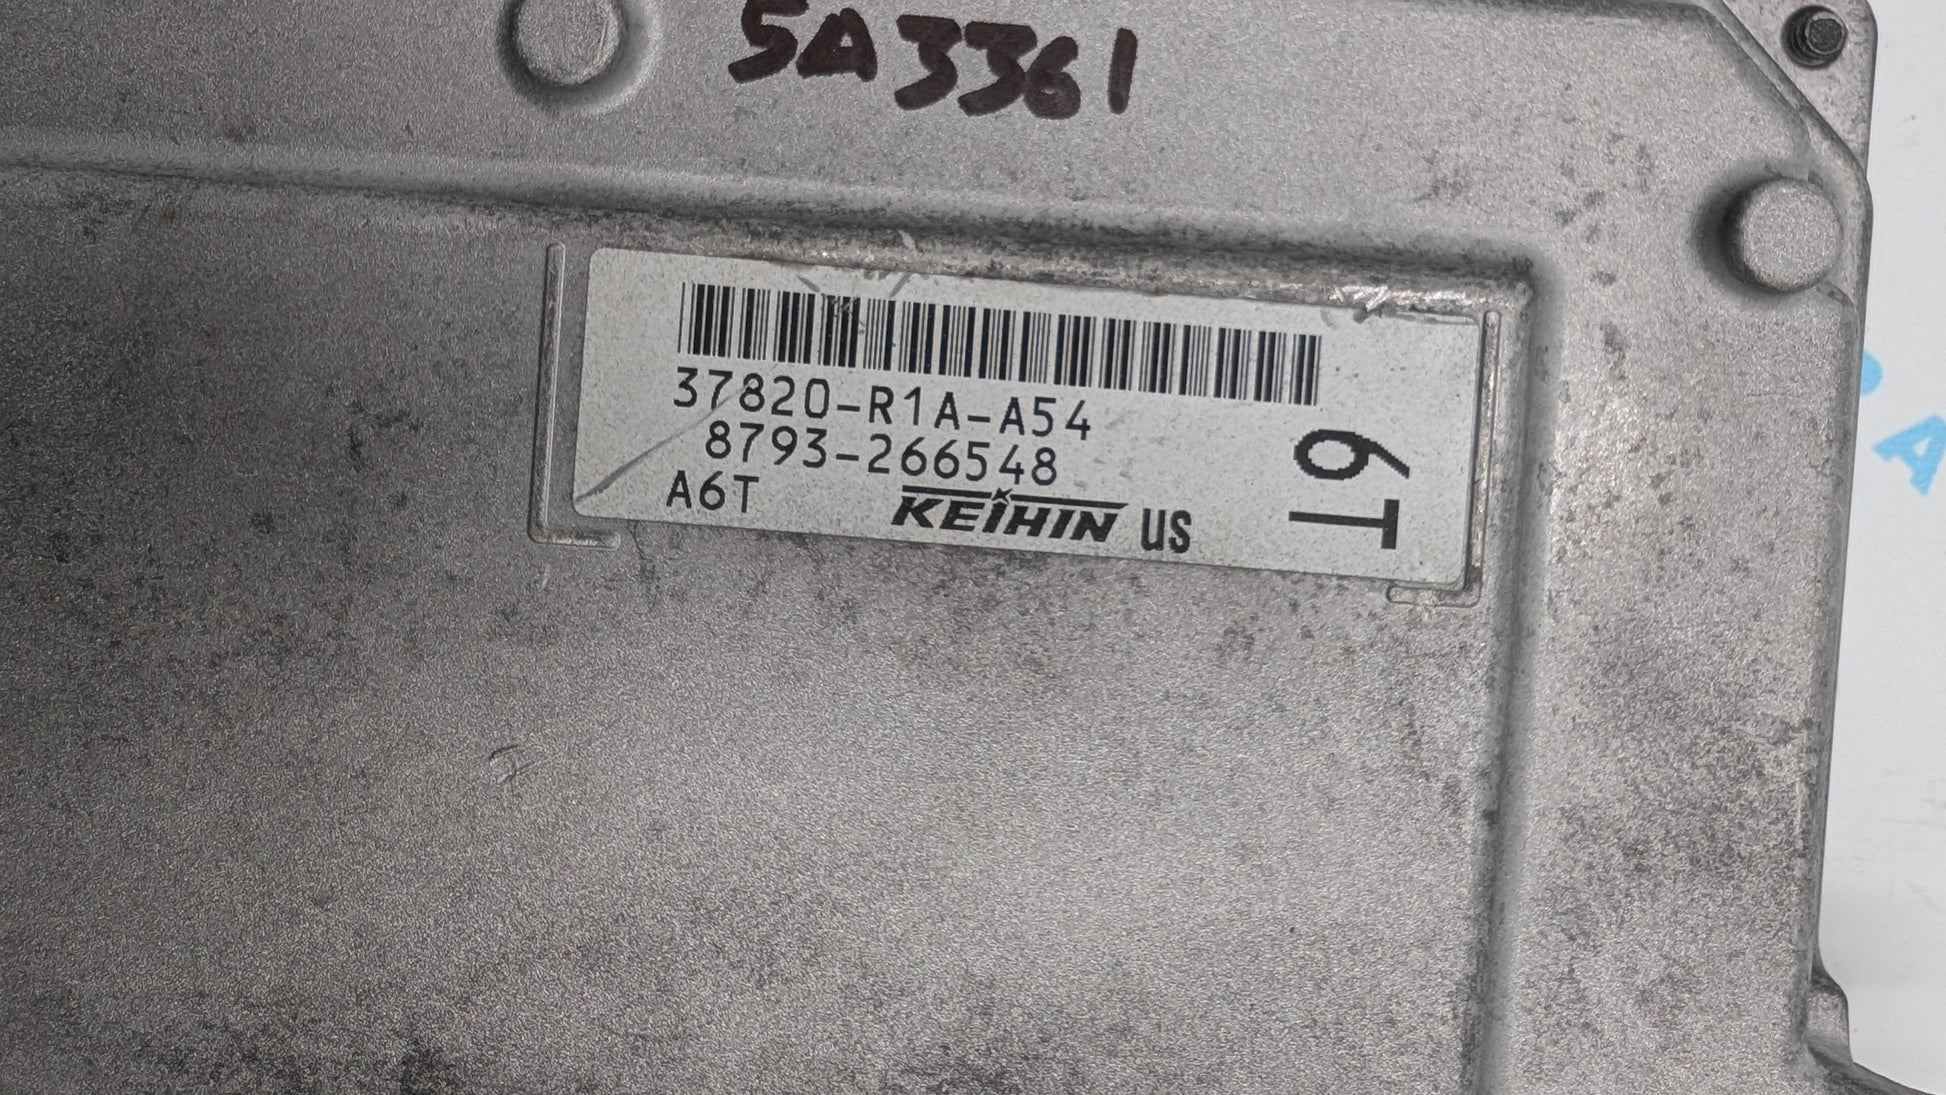 5A3361
37820-R1A-A54
8793-266548
A6T
KEIHIN US
6T